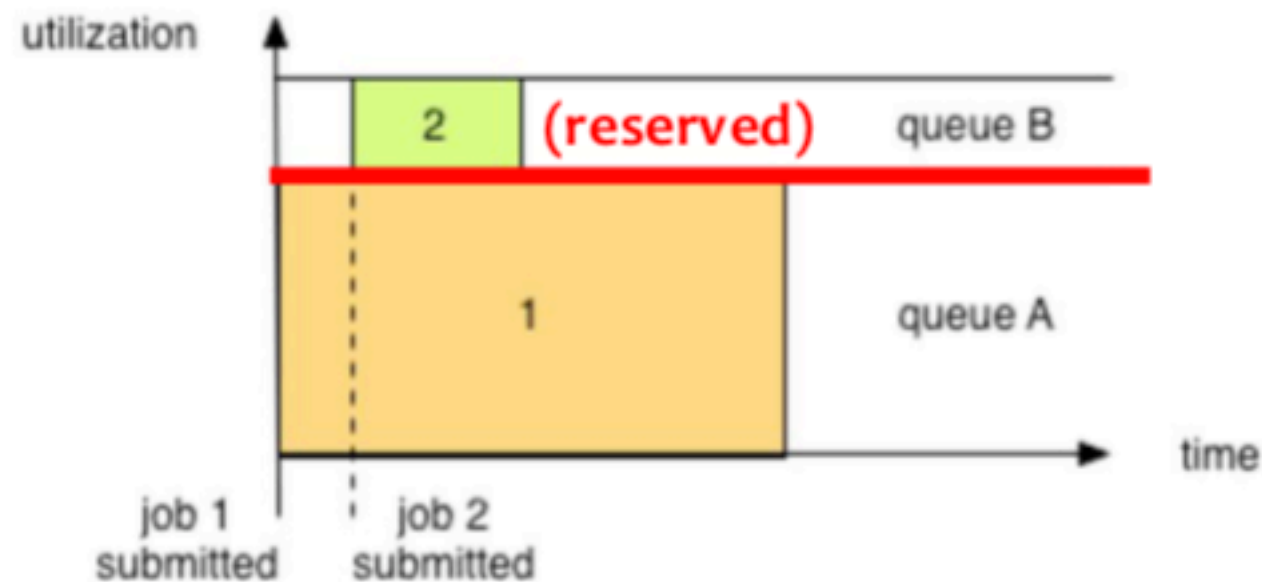 utilization
2
(reserved)
queue B
1
queue A
time
job 1
submitted
job 2
submitted